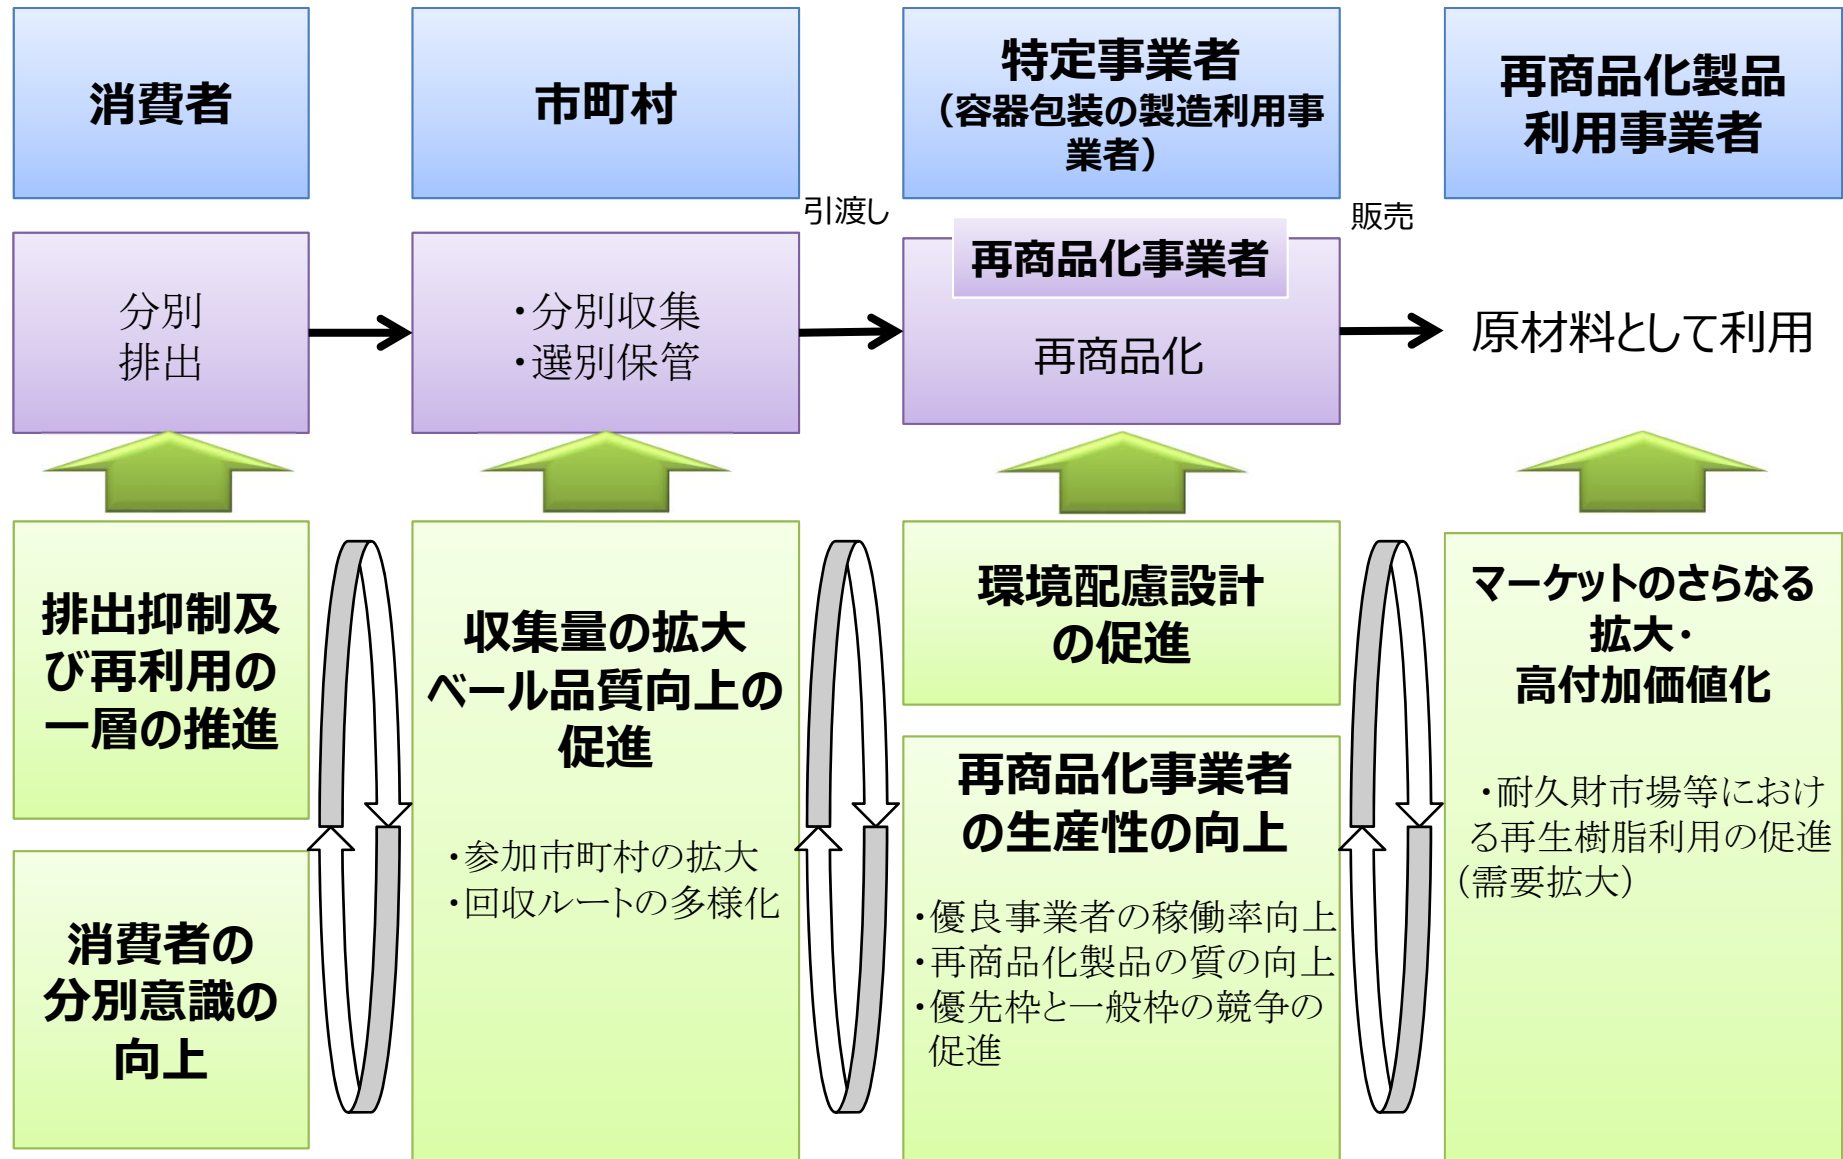 消費者
市町村
特定事業者
（容器包装の製造利用事
業者）
再商品化製品
利用事業者
引渡し
販売
分別
排出
・分別収集
・選別保管
再商品化事業者
再商品化
原材料として利用
排出抑制及
び再利用の
一層の推進
消費者の
分別意識の
向上
収集量の拡大
ベール品質向上の
促進
・参加市町村の拡大
・回収ルートの多様化
環境配慮設計
の促進
再商品化事業者
の生産性の向上
・優良事業者の稼働率向上
・再商品化製品の質の向上
・優先枠と一般枠の競争の
促進
マーケットのさらなる
拡大・
高付加価値化
・耐久財市場等におけ
る再生樹脂利用の促進
（需要拡大）